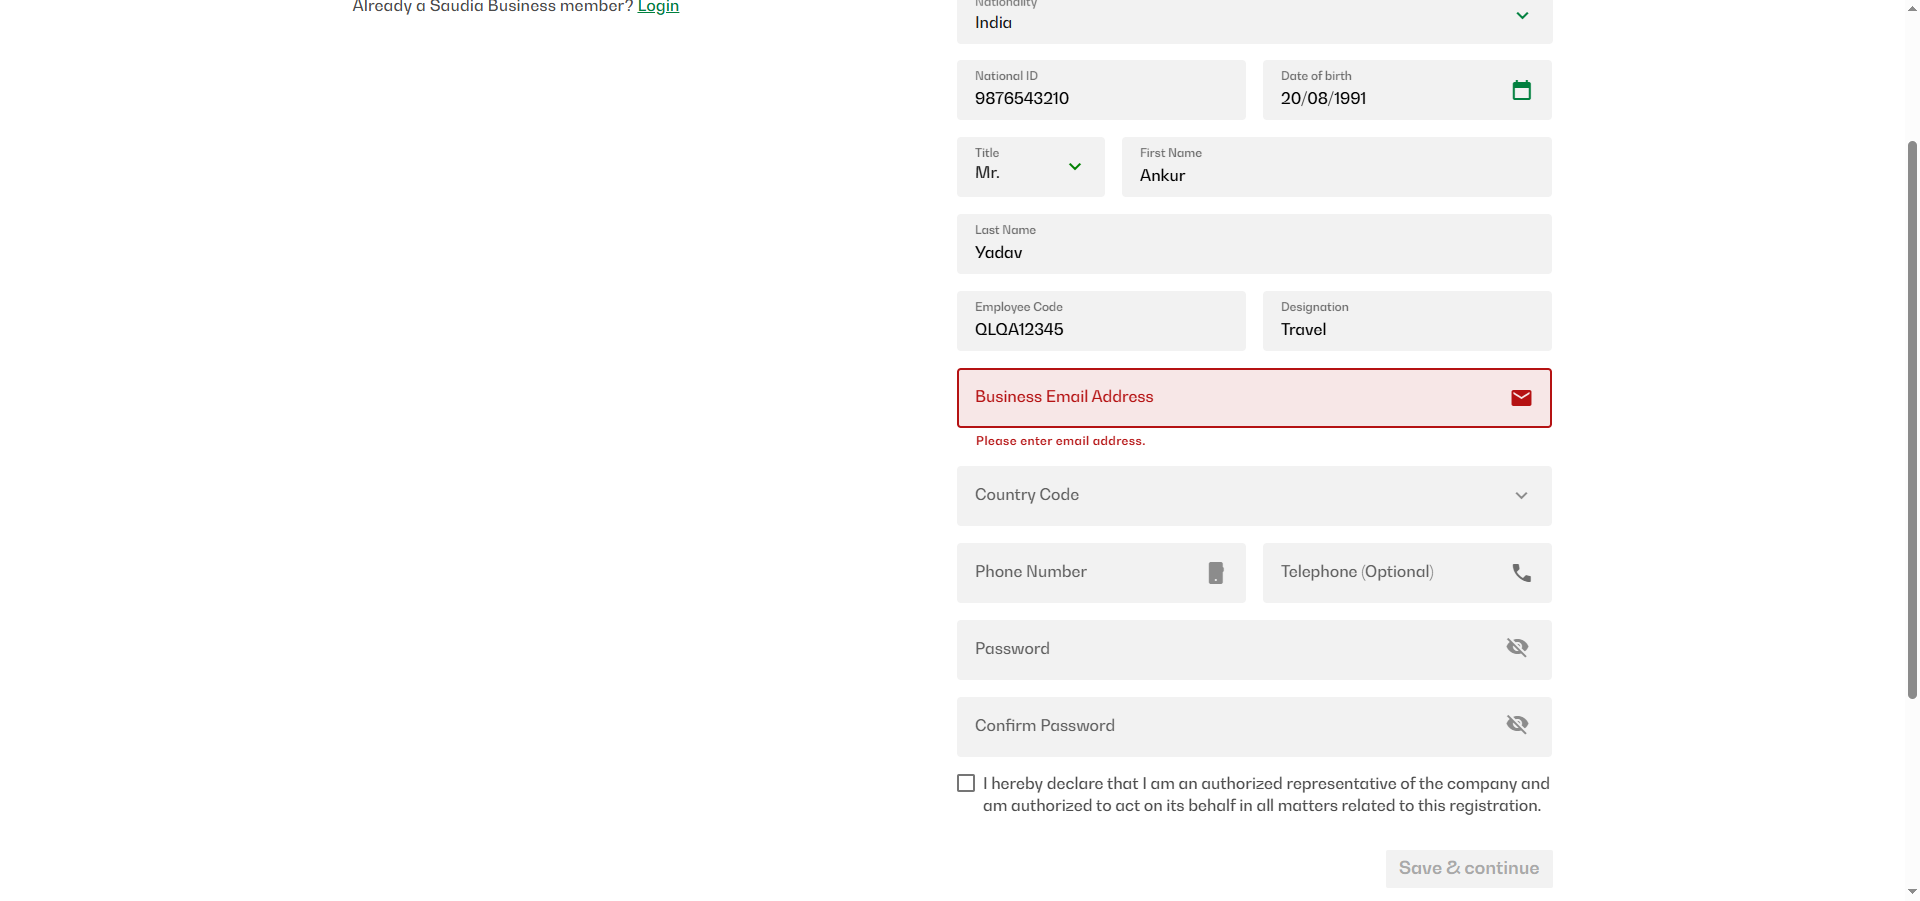 Already a Saudia Business member? Login
Nationality
India
National ID
9876543210
Date of birth
20/08/1991
Title
Mr.
First Name
Ankur
Last Name
Yadav
Employee Code
QLQA12345
Designation
Travel
Business Email Address
Please enter email address.
Country Code
Phone Number
Telephone (Optional)
Password
Confirm Password
I hereby declare that I am an authorized representative of the company and
am authorized to act on its behalf in all matters related to this registration.
Save & continue